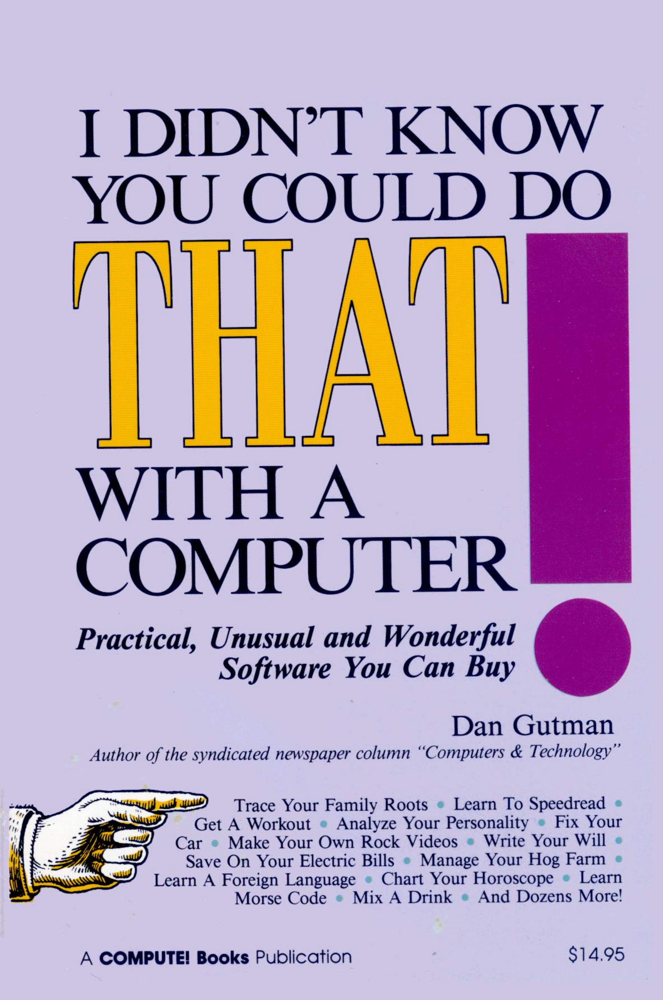 I DIDN'T KNOW
YOU COULD DO
THAT!
WITH A
COMPUTER
Practical, Unusual and Wonderful
Software You Can Buy
Dan Gutman
Author of the syndicated newspaper column “Computers & Technology”
Trace Your Family Roots • Learn To Speedread •
Get A Workout • Analyze Your Personality • Fix Your
Car • Make Your Own Rock Videos • Write Your Will •
Save On Your Electric Bills • Manage Your Hog Farm •
Learn A Foreign Language • Chart Your Horoscope • Learn
Morse Code • Mix A Drink • And Dozens More!
A COMPUTE! Books Publication
$14.95